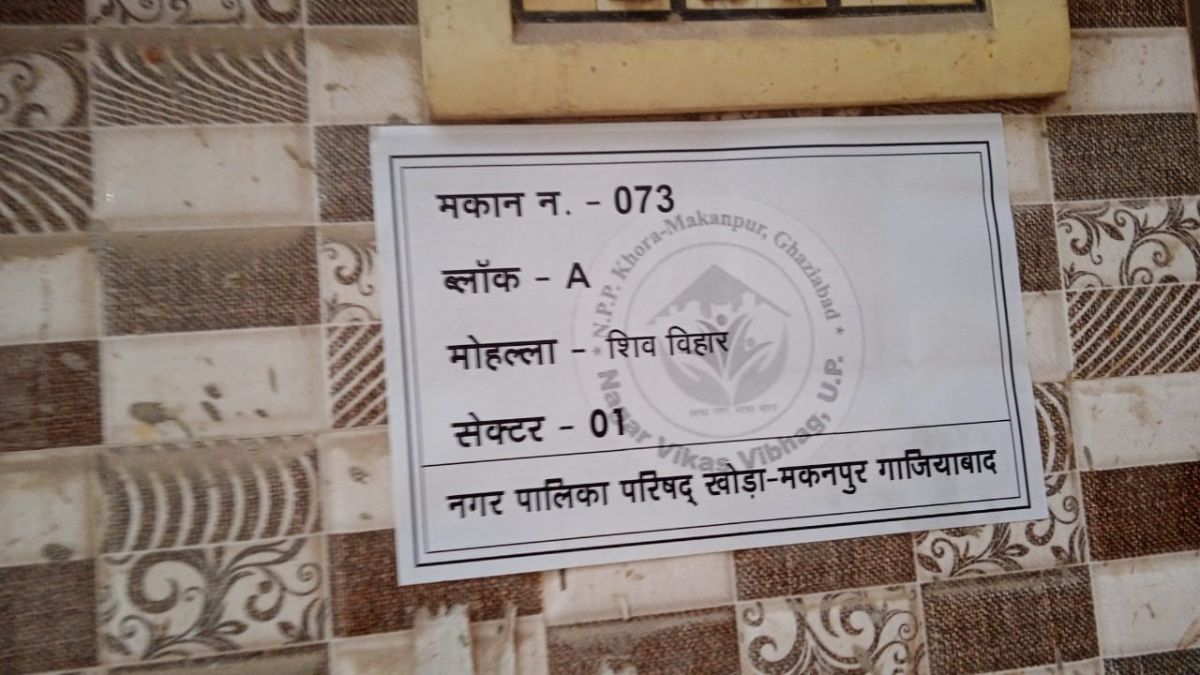 मकान न. - 073
ब्लॉक - A
मोहल्ला - शिव विहार
सेक्टर - 01
नगर पालिका परिषद् खोड़ा-मकनपुर गाजियाबाद
* N.P.P. Khora-Makanpur, Ghaziabad *
Nagar Vikas Vibhag, U.P.